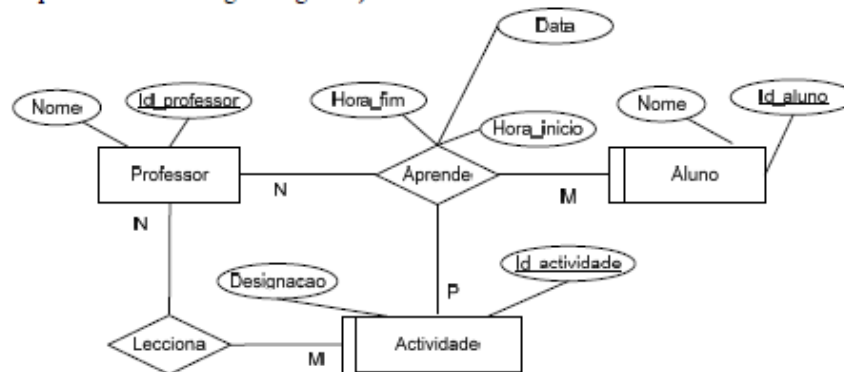 Data
Nome
Id_professor
Hora_fim
Hora_inicio
Nome
Id_aluno
Professor
N
Aprende
M
Aluno
N
Designacao
P
Id_actividade
Lecciona
M
Actividade